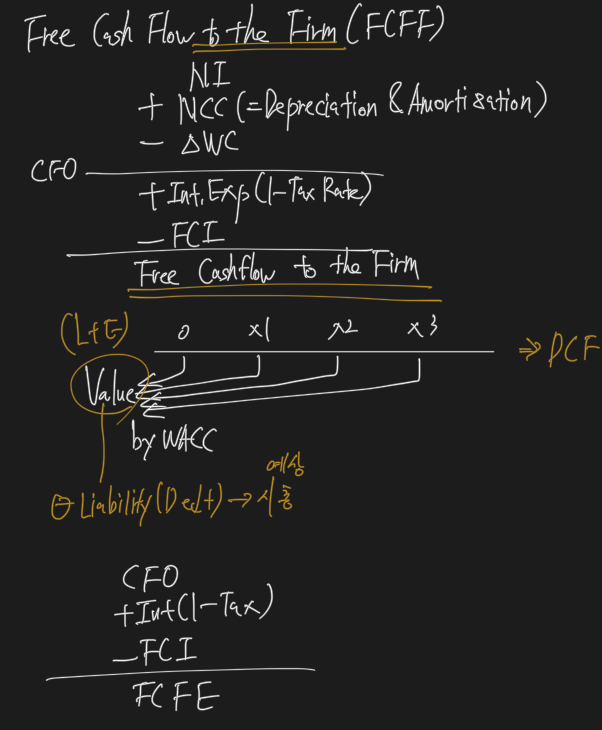 Free Cash Flow to the Firm (FCFF)
NI
+ NCC (=Depreciation & Amortization)
- ΔWC
CFO
+ Int.Exp (1-Tax Rate)
- FCI
Free Cashflow to the Firm
(L+E) 0 x1 x2 x3 ⇒ DCF
Value
by WACC
예상
⊖ Liability (Dedt) → 시총
CFO
+Int(1-Tax)
-FCI
FCFE